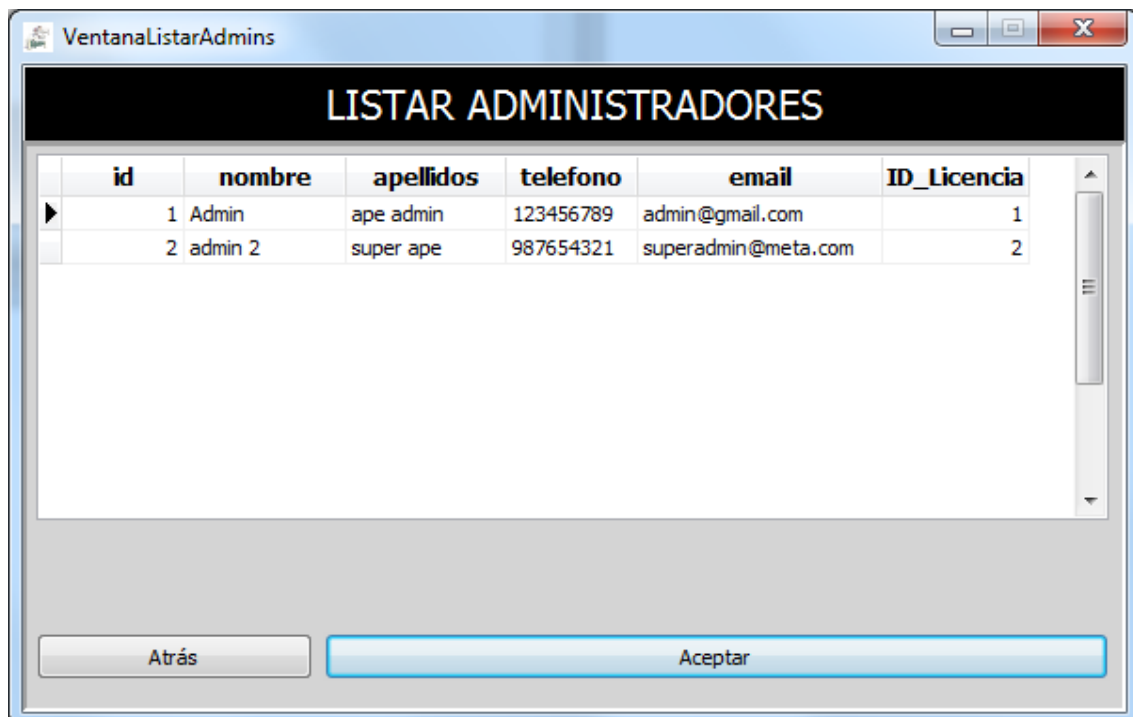 VentanaListarAdmins
LISTAR ADMINISTRADORES
id nombre apellidos telefono email ID_Licencia
1 Admin ape admin 123456789 admin@gmail.com 1
2 admin 2 super ape 987654321 superadmin@meta.com 2
Atrás Aceptar